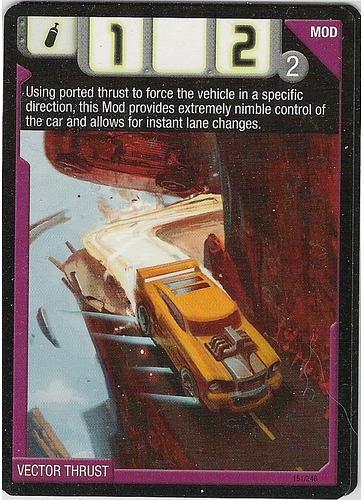 1 2
MOD
2
Using ported thrust to force the vehicle in a specific
direction, this Mod provides extremely nimble control of
the car and allows for instant lane changes.
VECTOR THRUST
151/246